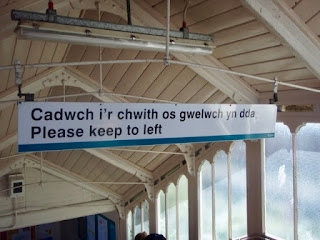 Cadwch i'r chwith os gwelwch yn dda,
Please keep to left